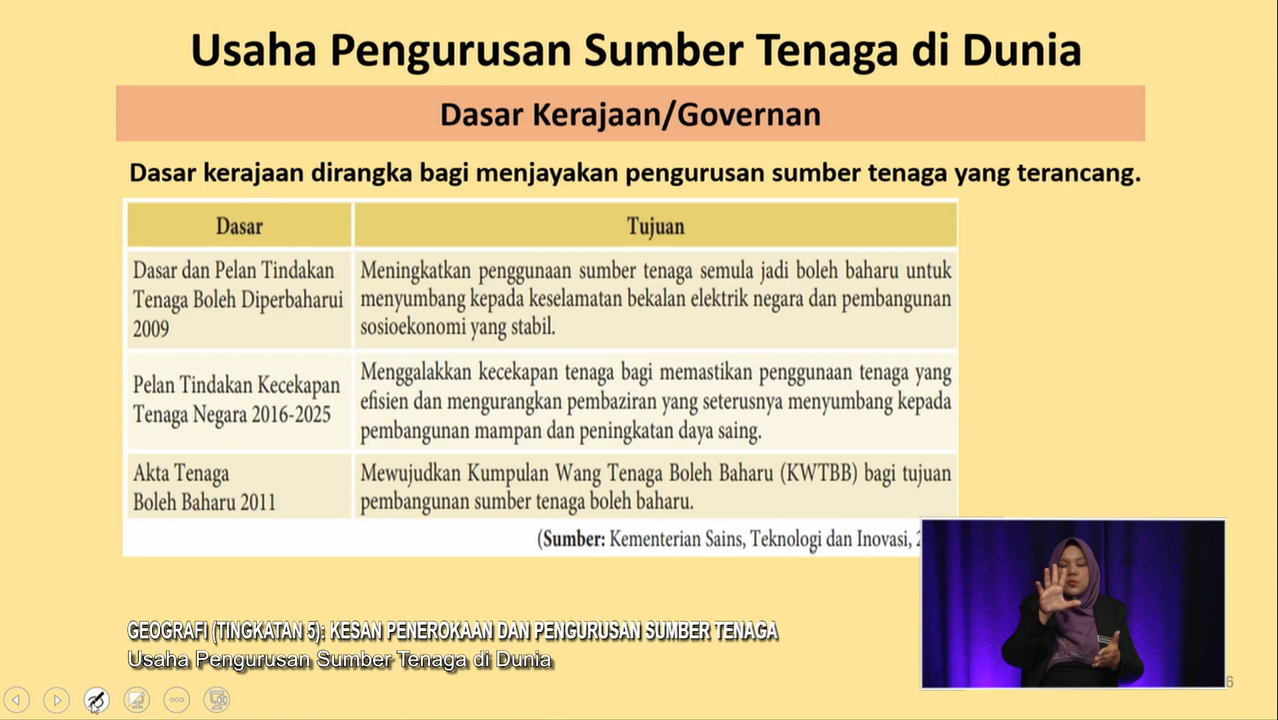 Usaha Pengurusan Sumber Tenaga di Dunia
Dasar Kerajaan/Governan
Dasar kerajaan dirangka bagi menjayakan pengurusan sumber tenaga yang terancang.
Dasar
Tujuan
Dasar dan Pelan Tindakan
Tenaga Boleh Diperbaharui
2009
Meningkatkan penggunaan sumber tenaga semula jadi boleh baharu untuk
menyumbang kepada keselamatan bekalan elektrik negara dan pembangunan
sosioekonomi yang stabil.
Pelan Tindakan Kecekapan
Tenaga Negara 2016-2025
Menggalakkan kecekapan tenaga bagi memastikan penggunaan tenaga yang
efisien dan mengurangkan pembaziran yang seterusnya menyumbang kepada
pembangunan mampan dan peningkatan daya saing.
Akta Tenaga
Boleh Baharu 2011
Mewujudkan Kumpulan Wang Tenaga Boleh Baharu (KWTBB) bagi tujuan
pembangunan sumber tenaga boleh baharu.
(Sumber: Kementerian Sains, Teknologi dan Inovasi,
GEOGRAFI (TINGKATAN 5): KESAN PENEROKAAN DAN PENGURUSAN SUMBER TENAGA
Usaha Pengurusan Sumber Tenaga di Dunia
6